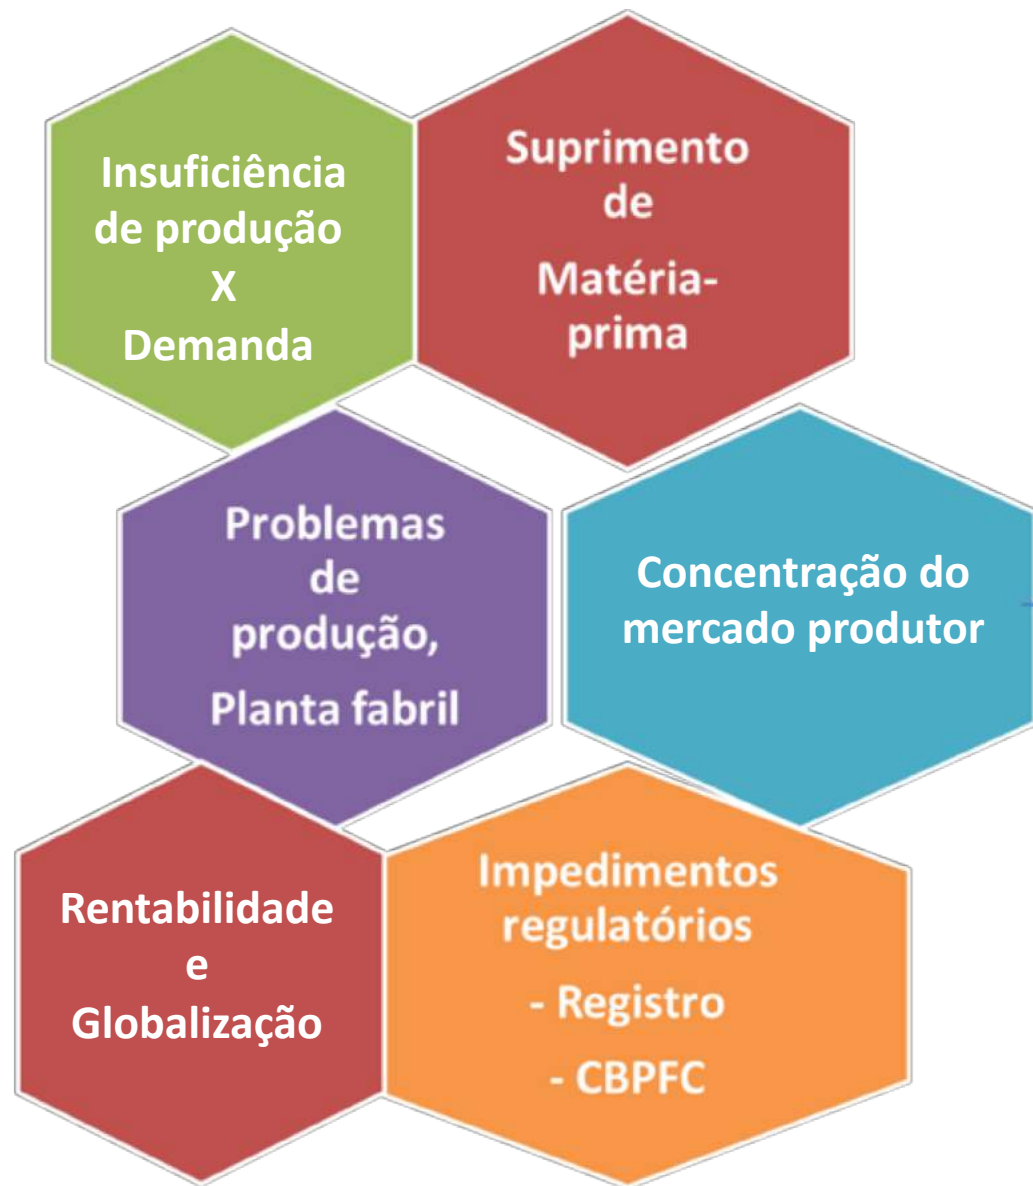 Insuficiência
de produção
X
Demanda
Suprimento
de
Matéria-
prima
Problemas
de
produção,
Planta fabril
Concentração do
mercado produtor
Rentabilidade
e
Globalização
Impedimentos
regulatórios
- Registro
- CBPFC